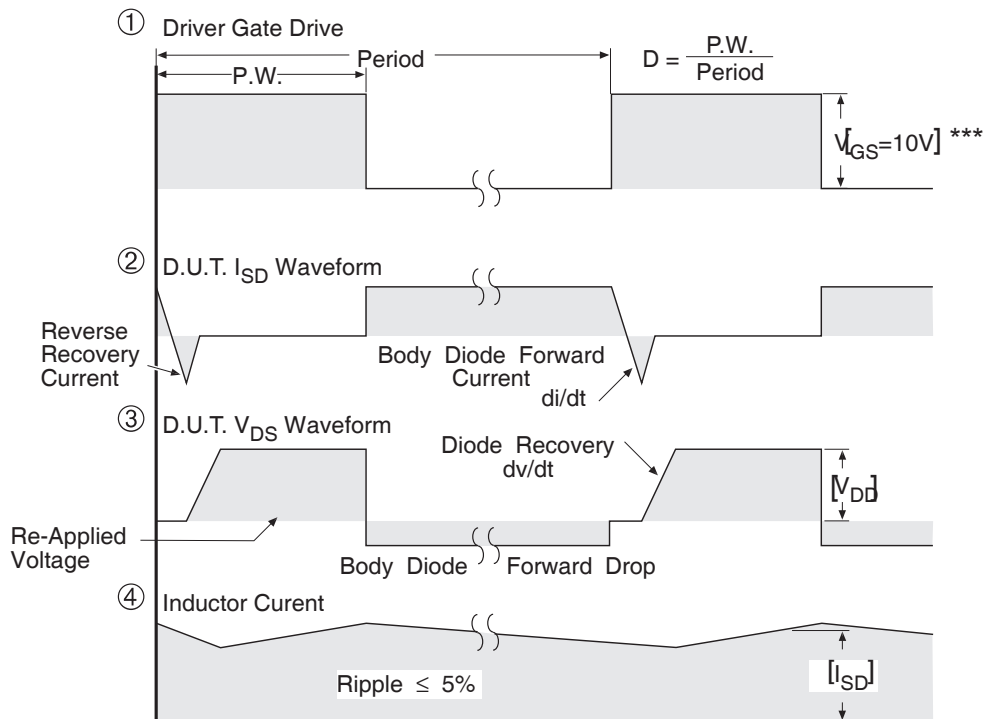 ① Driver Gate Drive
Period
P.W.
D = P.W.
Period
V[GS=10V] ***
② D.U.T. ISD Waveform
Reverse
Recovery
Current
Body Diode Forward
Current
di/dt
③ D.U.T. VDS Waveform
Diode Recovery
dv/dt
[VDD]
Re-Applied
Voltage
Body Diode Forward Drop
④ Inductor Curent
Ripple ≤ 5%
[ISD]